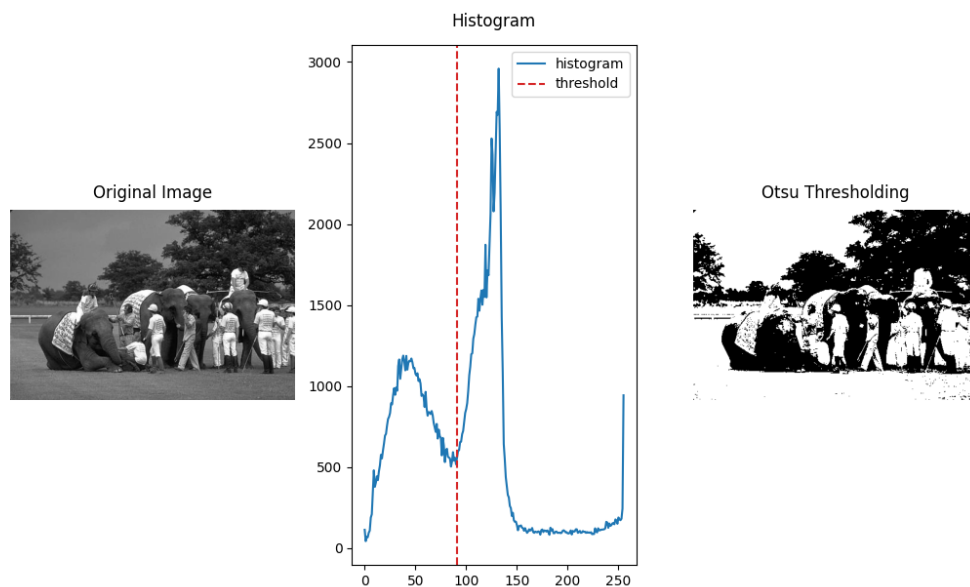 Histogram
histogram
threshold
3000
2500
2000
1500
1000
500
0
0 50 100 150 200 250
Original Image
Otsu Thresholding